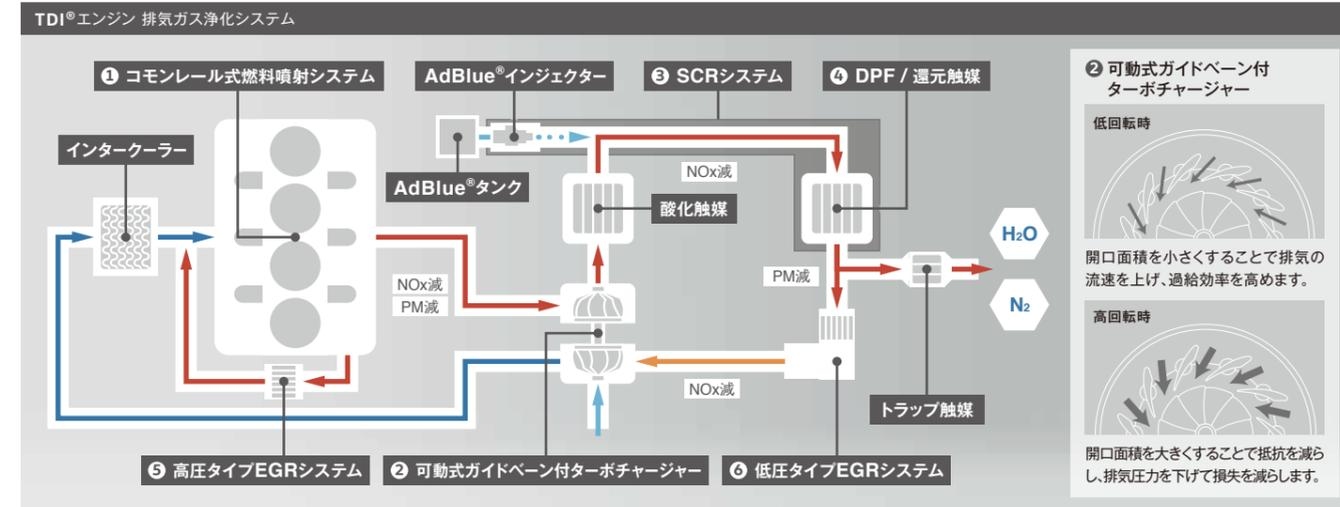 TDI®エンジン 排気ガス浄化システム
❶ コモンレール式燃料噴射システム
AdBlue®インジェクター
❸ SCRシステム
❹ DPF / 還元触媒
インタークーラー
AdBlue®タンク
NOx減
酸化触媒
NOx減
PM減
PM減
H₂O
N₂
NOx減
トラップ触媒
❺ 高圧タイプEGRシステム
❷ 可動式ガイドベーン付ターボチャージャー
❻ 低圧タイプEGRシステム
❷ 可動式ガイドベーン付
ターボチャージャー
低回転時
開口面積を小さくすることで排気の
流速を上げ、過給効率を高めます。
高回転時
開口面積を大きくすることで抵抗を減ら
し、排気圧力を下げて損失を減らします。